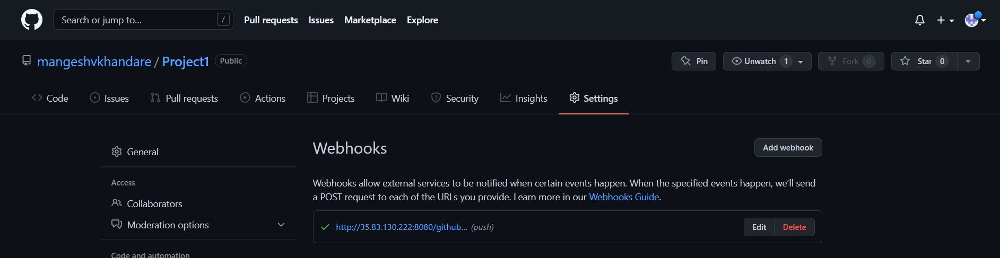 Search or jump to... / Pull requests Issues Marketplace Explore
mangeshvkhandare / Project1 Public Pin Unwatch 1 Fork 0 Star 0
Code Issues Pull requests Actions Projects Wiki Security Insights Settings
General
Access
Collaborators
Moderation options
Code and automation
Webhooks Add webhook
Webhooks allow external services to be notified when certain events happen. When the specified events happen, we’ll send
a POST request to each of the URLs you provide. Learn more in our Webhooks Guide.
http://35.83.130.222:8080/github... (push) Edit Delete